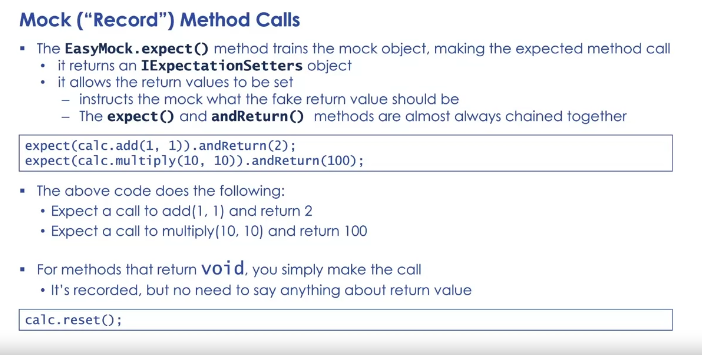 Mock ("Record") Method Calls
▪ The EasyMock.expect() method trains the mock object, making the expected method call
• it returns an IExpectationSetters object
• it allows the return values to be set
– instructs the mock what the fake return value should be
– The expect() and andReturn() methods are almost always chained together
expect(calc.add(1, 1)).andReturn(2);
expect(calc.multiply(10, 10)).andReturn(100);
▪ The above code does the following:
• Expect a call to add(1, 1) and return 2
• Expect a call to multiply(10, 10) and return 100
▪ For methods that return void, you simply make the call
• It's recorded, but no need to say anything about return value
calc.reset();